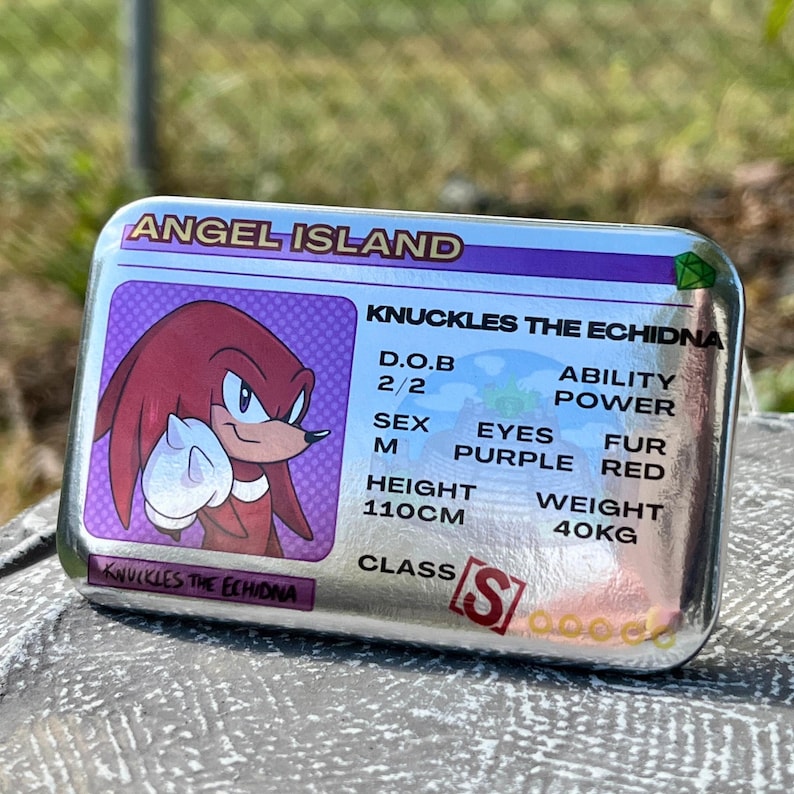 ANGEL ISLAND
KNUCKLES THE ECHIDNA
D.O.B
2/2
ABILITY
POWER
SEX
M
EYES
PURPLE
FUR
RED
HEIGHT
110CM
WEIGHT
40KG
CLASS S
KNUCKLES THE ECHIDNA